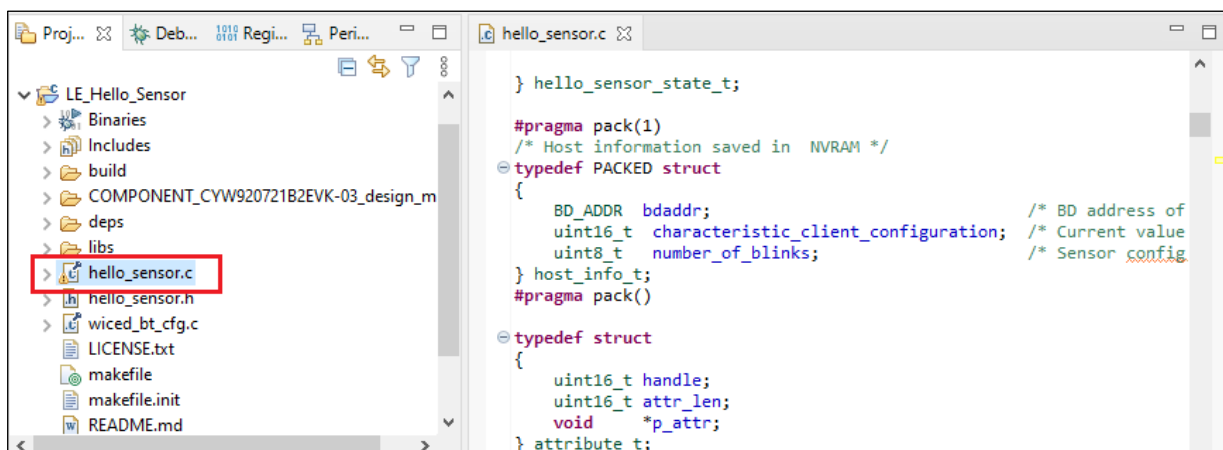 Proj... Deb... 1010 0101 Regi... Peri...
LE_Hello_Sensor
Binaries
Includes
build
COMPONENT_CYW920721B2EVK-03_design_m
deps
libs
hello_sensor.c
hello_sensor.h
wiced_bt_cfg.c
LICENSE.txt
makefile
makefile.init
README.md
hello_sensor.c
} hello_sensor_state_t;
#pragma pack(1)
/* Host information saved in  NVRAM */
typedef PACKED struct
{
BD_ADDR  bdaddr;                                /* BD address of
uint16_t  characteristic_client_configuration;  /* Current value
uint8_t   number_of_blinks;                     /* Sensor config
} host_info_t;
#pragma pack()
typedef struct
{
uint16_t handle;
uint16_t attr_len;
void     *p_attr;
} attribute_t;